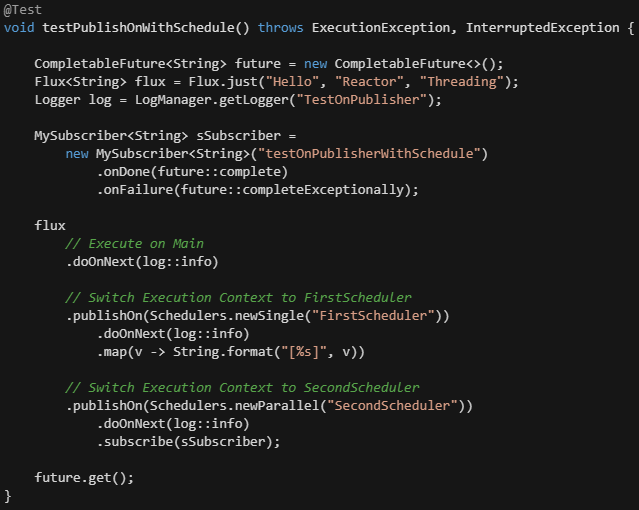 @Test
void testPublishOnWithSchedule() throws ExecutionException, InterruptedException {
CompletableFuture<String> future = new CompletableFuture<>();
Flux<String> flux = Flux.just("Hello", "Reactor", "Threading");
Logger log = LogManager.getLogger("TestOnPublisher");
MySubscriber<String> sSubscriber =
new MySubscriber<String>("testOnPublisherWithSchedule")
.onDone(future::complete)
.onFailure(future::completeExceptionally);
flux
// Execute on Main
.doOnNext(log::info)
// Switch Execution Context to FirstScheduler
.publishOn(Schedulers.newSingle("FirstScheduler"))
.doOnNext(log::info)
.map(v -> String.format("[%s]", v))
// Switch Execution Context to SecondScheduler
.publishOn(Schedulers.newParallel("SecondScheduler"))
.doOnNext(log::info)
.subscribe(sSubscriber);
future.get();
}